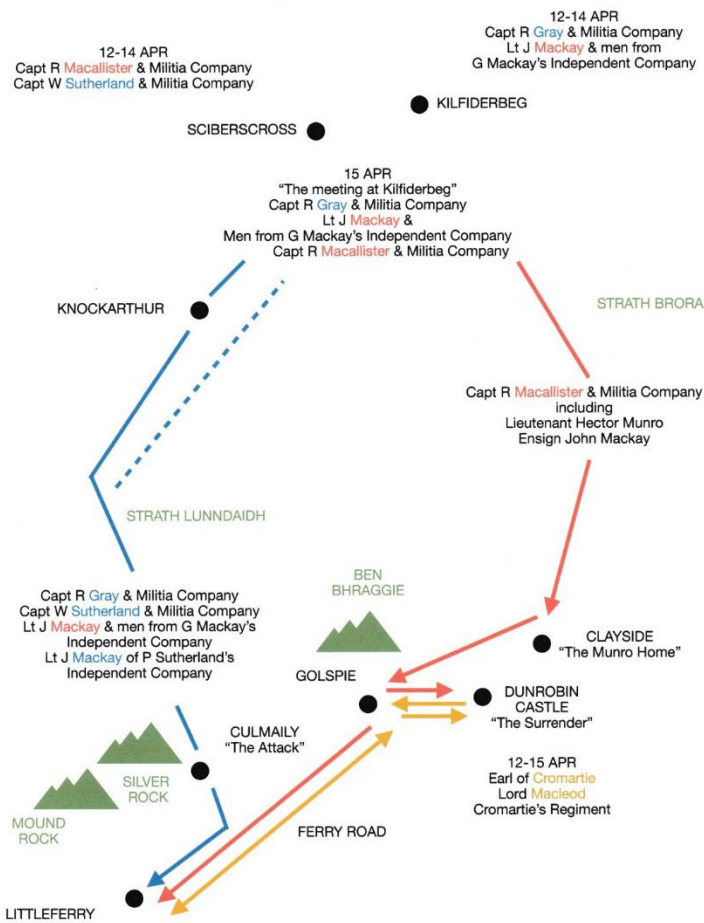 12-14 APR
Capt R Macallister & Militia Company
Capt W Sutherland & Militia Company
12-14 APR
Capt R Gray & Militia Company
Lt J Mackay & men from
G Mackay's Independent Company
KILFIDERBEG
SCIBERSCROSS
15 APR
“The meeting at Kilfiderbeg”
Capt R Gray & Militia Company
Lt J Mackay &
Men from G Mackay's Independent Company
Capt R Macallister & Militia Company
KNOCKARTHUR
STRATH BRORA
Capt R Macallister & Militia Company
including
Lieutenant Hector Munro
Ensign John Mackay
STRATH LUNNDAIDH
Capt R Gray & Militia Company
Capt W Sutherland & Militia Company
Lt J Mackay & men from G Mackay's
Independent Company
Lt J Mackay of P Sutherland's
Independent Company
BEN
BHRAGGIE
CLAYSIDE
“The Munro Home”
GOLSPIE
DUNROBIN
CASTLE
“The Surrender”
CULMAILY
“The Attack”
12-15 APR
Earl of Cromartie
Lord Macleod
Cromartie's Regiment
SILVER
ROCK
MOUND
ROCK
FERRY ROAD
LITTLEFERRY